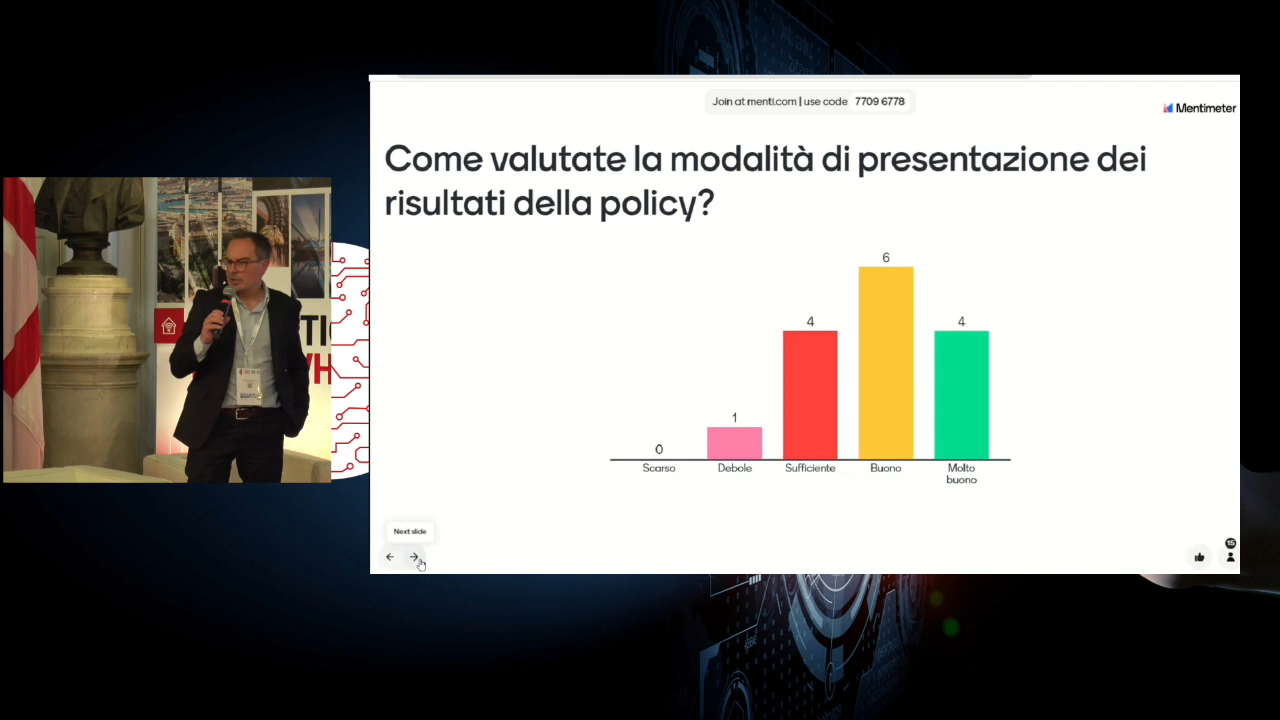 Join at menti.com | use code 7709 6778
Mentimeter
Come valutate la modalità di presentazione dei
risultati della policy?
0
1
4
6
4
Scarso
Debole
Sufficiente
Buono
Molto
buono
Next slide
15